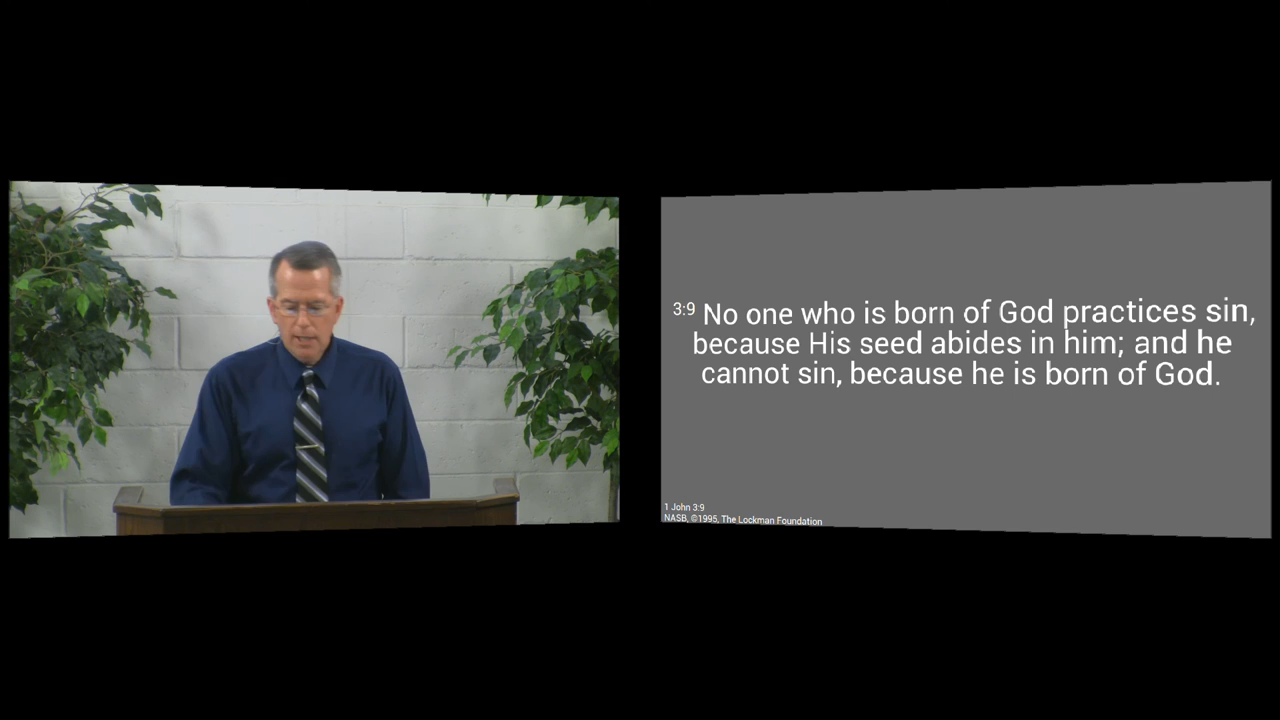 3:9 No one who is born of God practices sin,
because His seed abides in him; and he
cannot sin, because he is born of God.
1 John 3:9
NASB, ©1995, The Lockman Foundation